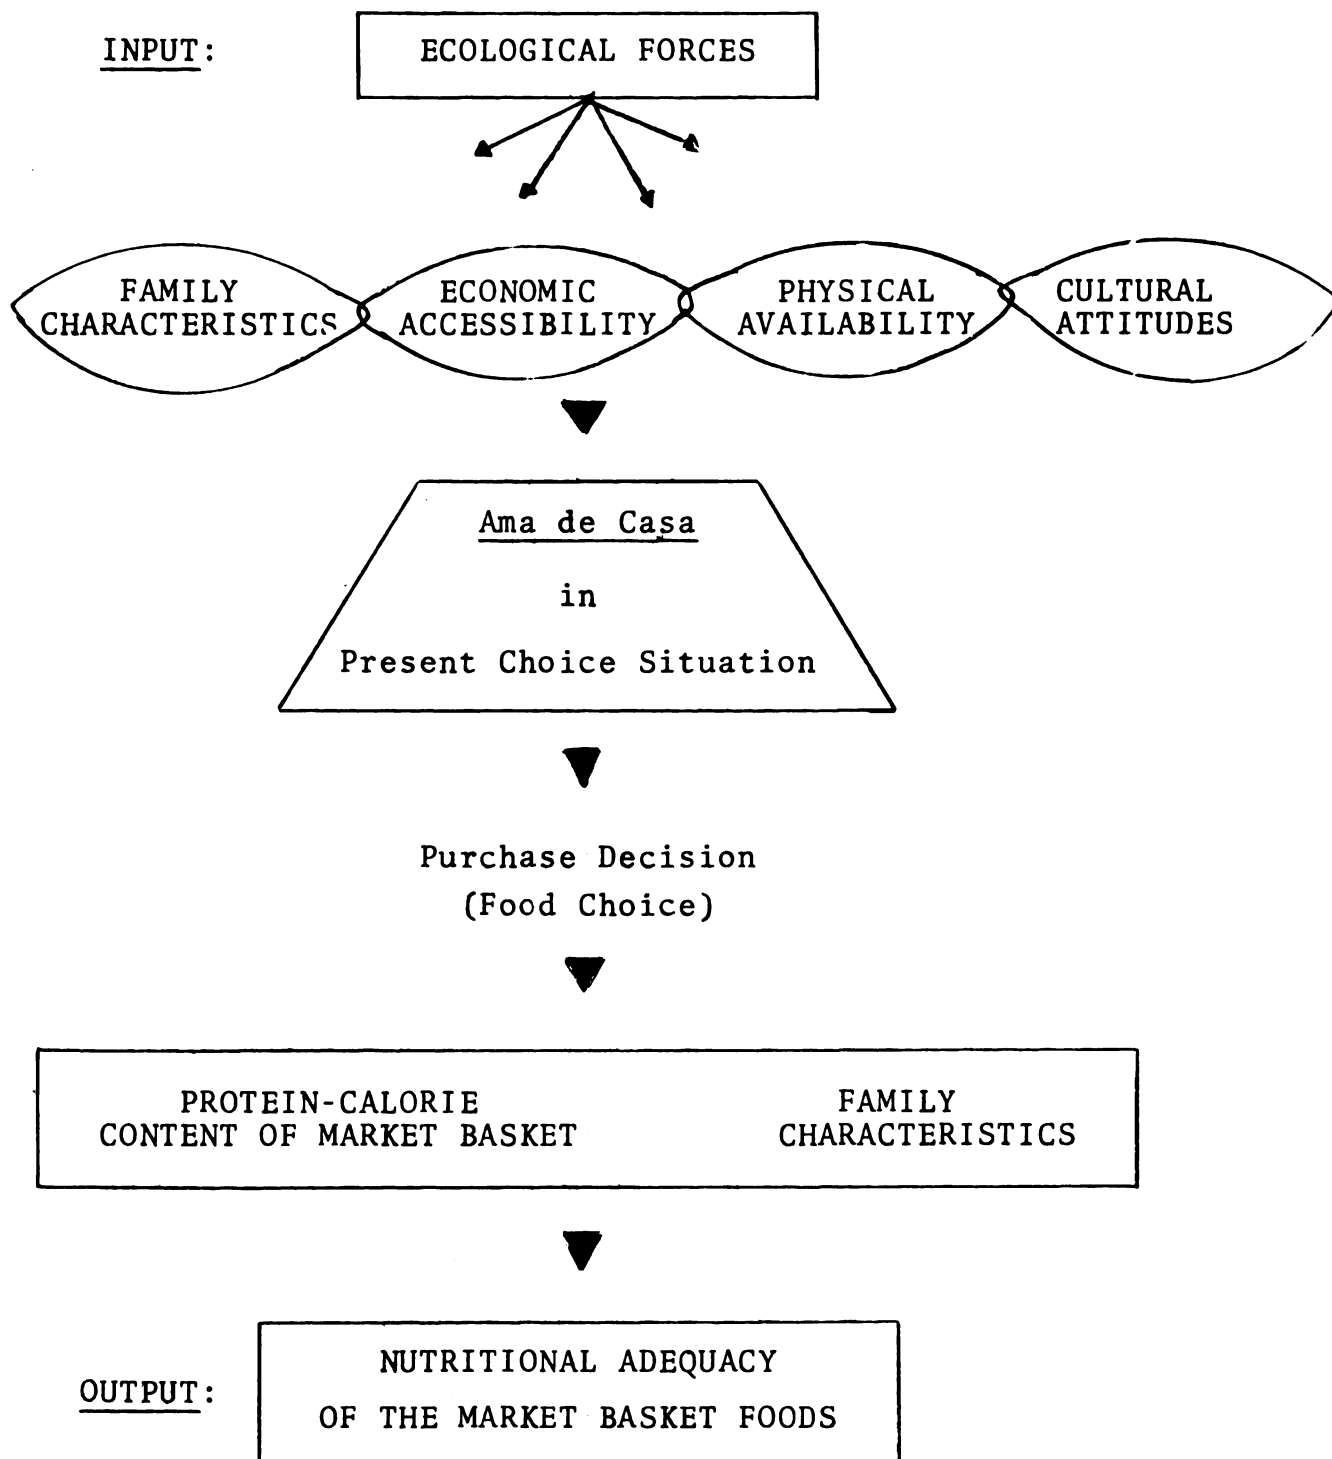 INPUT: ECOLOGICAL FORCES
FAMILY CHARACTERISTICS
ECONOMIC ACCESSIBILITY
PHYSICAL AVAILABILITY
CULTURAL ATTITUDES
Ama de Casa
in
Present Choice Situation
Purchase Decision
(Food Choice)
PROTEIN-CALORIE
CONTENT OF MARKET BASKET
FAMILY
CHARACTERISTICS
OUTPUT:
NUTRITIONAL ADEQUACY
OF THE MARKET BASKET FOODS